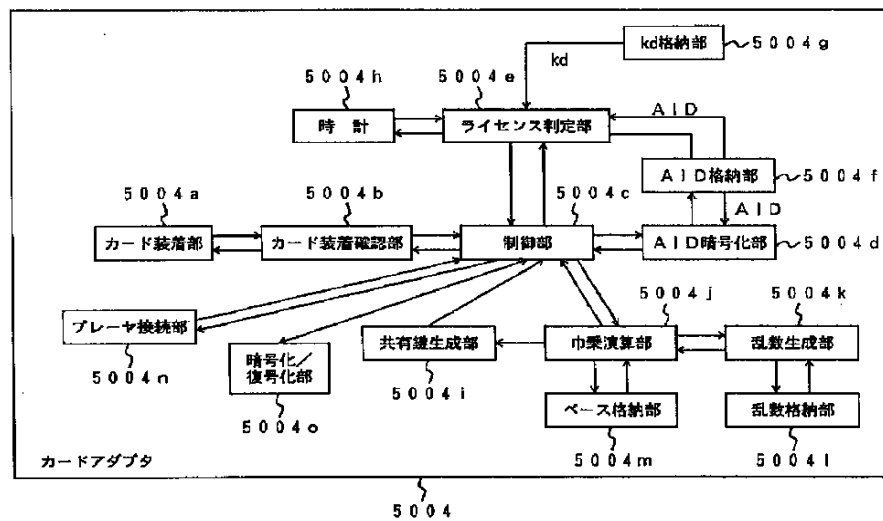 kd格納部 5004g
kd
5004h 5004e
AID
時 計 ライセンス判定部
AID格納部 5004f
5004a 5004b 5004c
AID
カード装着部 カード装着確認部 制御部 AID暗号化部 5004d
5004j 5004k
プレーヤ接続部 共有鍵生成部 巾乗演算部 乱数生成部
暗号化/
復号化部
5004n 5004i
ベース格納部 乱数格納部
5004o
カードアダプタ 5004m 5004l
5004